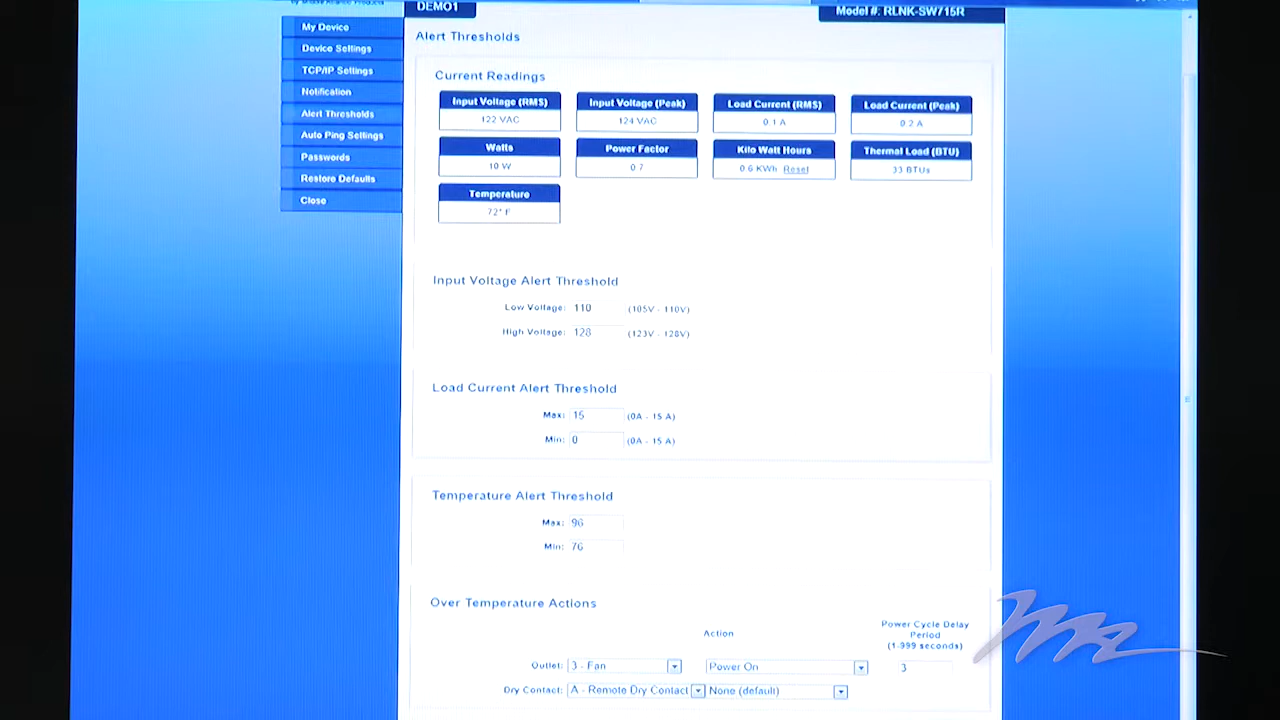 DEMO1
Model #: RLNK-SW715R
My Device
Device Settings
TCP/IP Settings
Notification
Alert Thresholds
Auto Ping Settings
Passwords
Restore Defaults
Close
Alert Thresholds
Current Readings
Input Voltage (RMS) Input Voltage (Peak) Load Current (RMS) Load Current (Peak)
122 VAC 124 VAC 0.1 A 0.2 A
Watts Power Factor Kilo Watt Hours Thermal Load (BTU)
10 W 0.7 0.6 KWh Reset 33 BTUs
Temperature
72° F
Input Voltage Alert Threshold
Low Voltage: 110 (105V - 110V)
High Voltage: 128 (123V - 128V)
Load Current Alert Threshold
Max: 15 (0A - 15 A)
Min: 0 (0A - 15 A)
Temperature Alert Threshold
Max: 96
Min: 76
Over Temperature Actions
Action
Power Cycle Delay
Period
(1-999 seconds)
Outlet: 3 - Fan Power On 3
Dry Contact: A - Remote Dry Contact None (default)